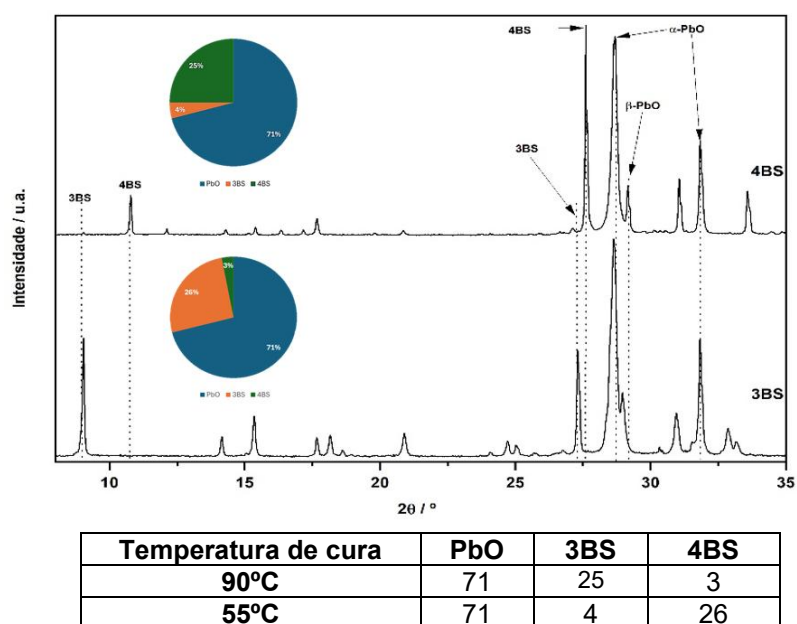 4BS
α-PbO
25%
4%
71%
β-PbO
3BS
3BS
4BS
4BS
■ PbO ■ 3BS ■ 4BS
Intensidade / u.a.
3%
26%
71%
3BS
■ PbO ■ 3BS ■ 4BS
10 15 20 25 30 35
2θ / º
Temperatura de cura PbO 3BS 4BS
90ºC 71 25 3
55ºC 71 4 26